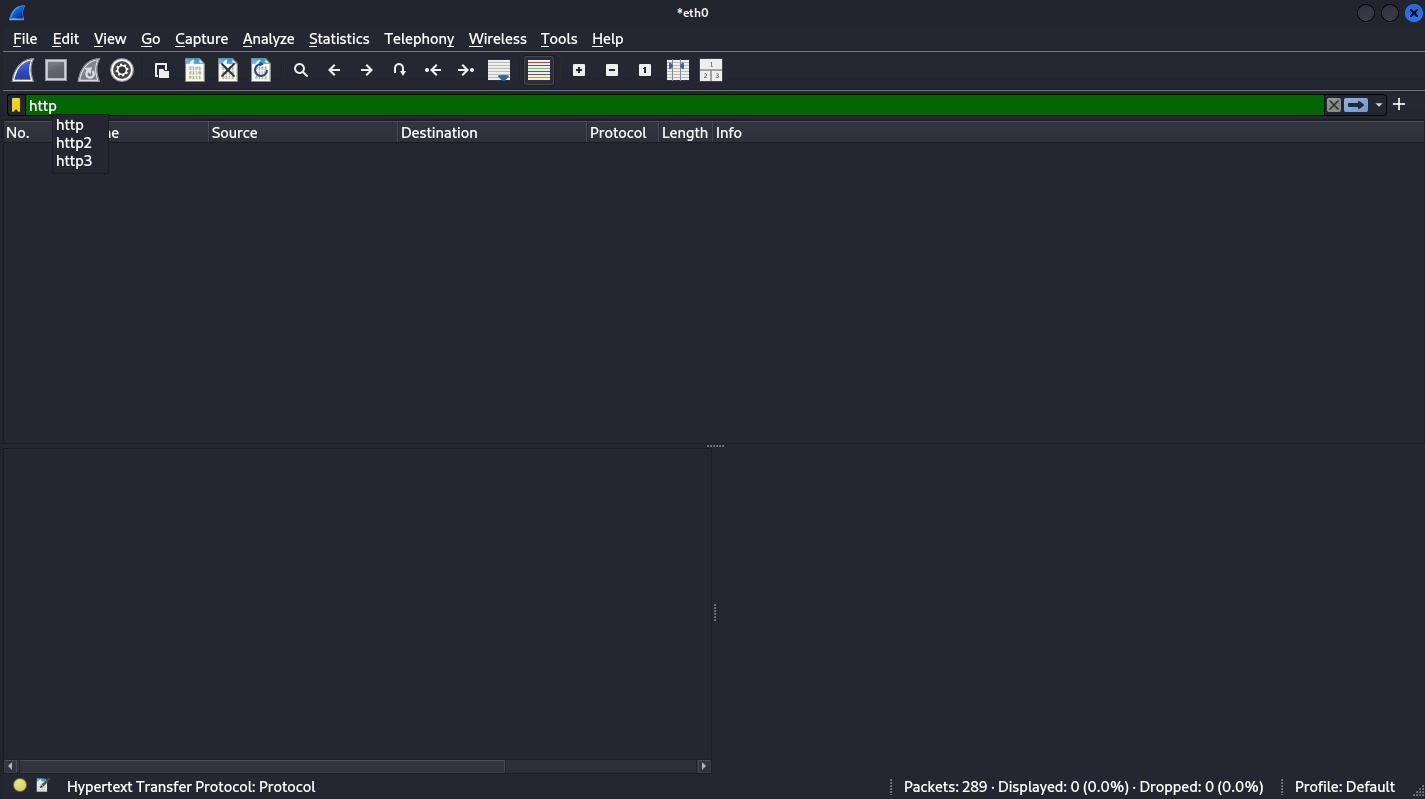 *eth0
File Edit View Go Capture Analyze Statistics Telephony Wireless Tools Help
http
No. Source Destination Protocol Length Info
http
http2
http3
Hypertext Transfer Protocol: Protocol Packets: 289 · Displayed: 0 (0.0%) · Dropped: 0 (0.0%) Profile: Default